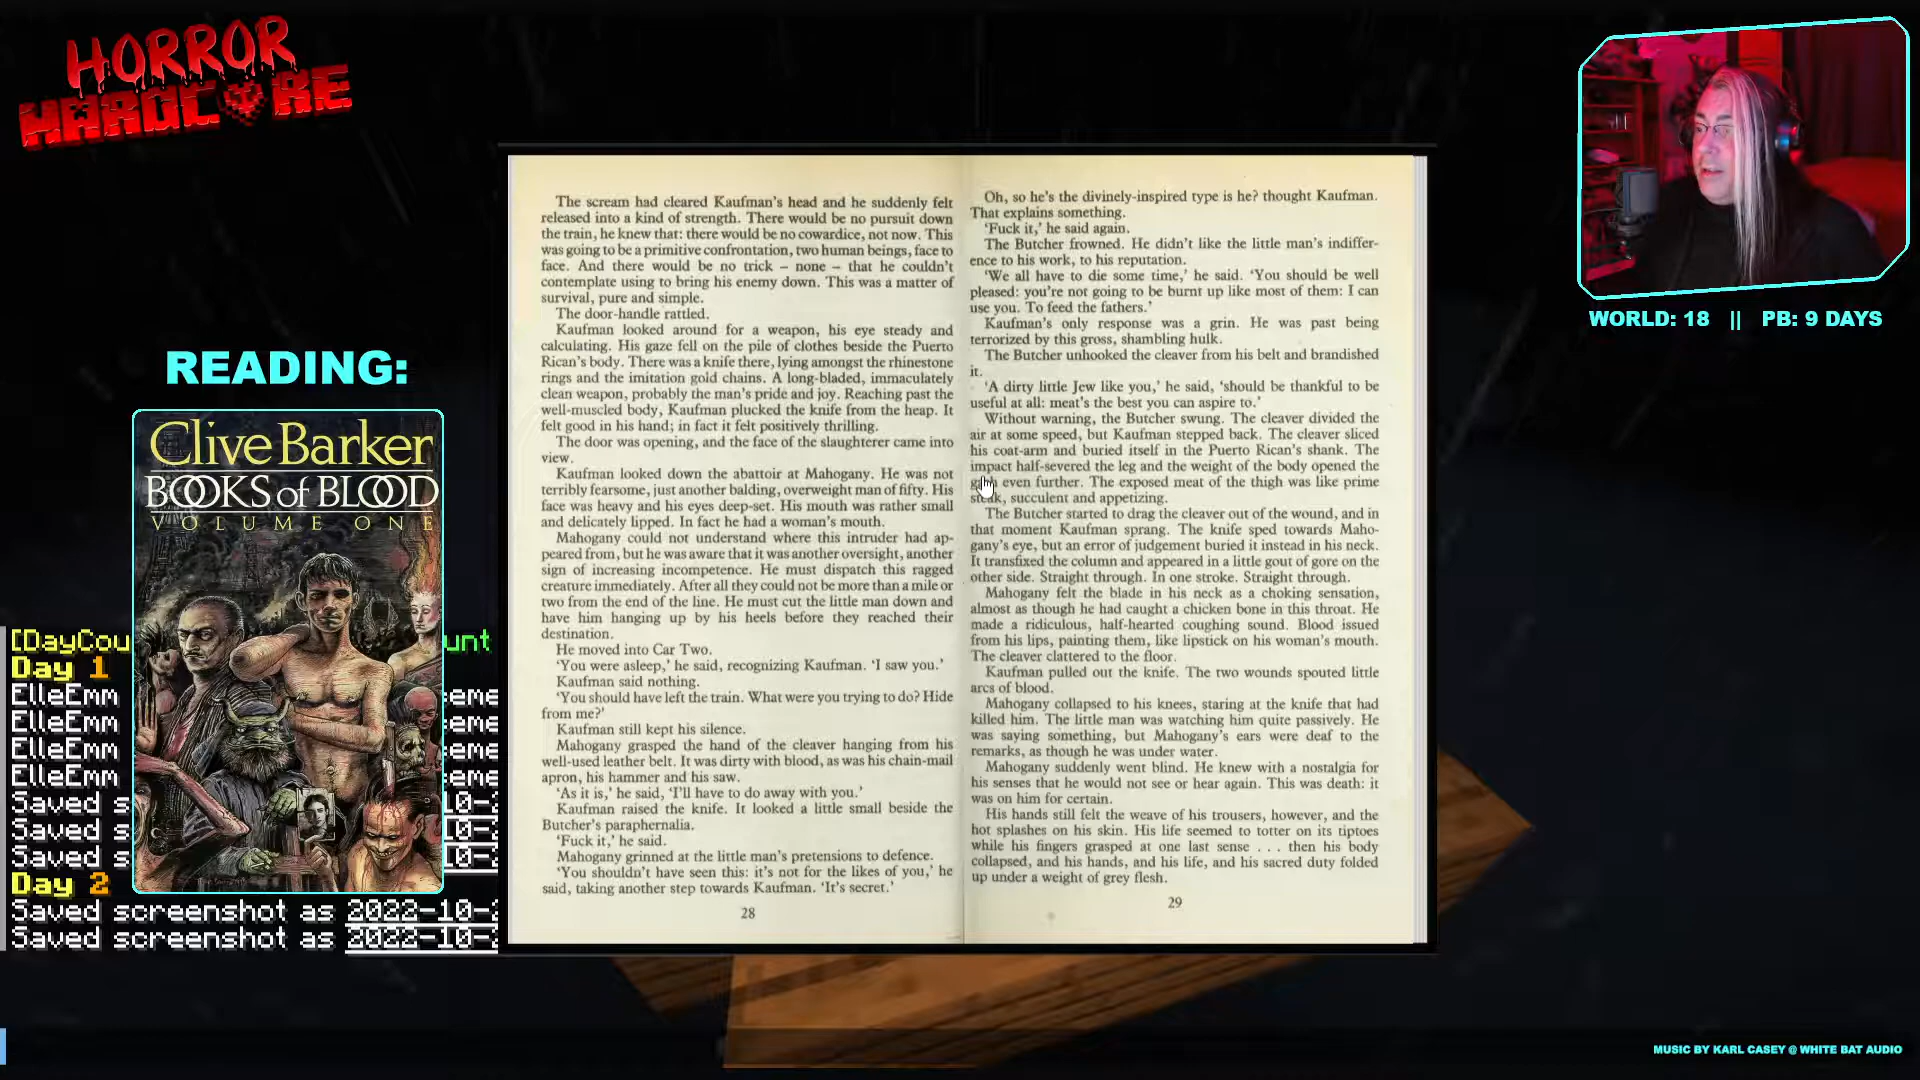 HORROR
HARDCORE
WORLD: 18 || PB: 9 DAYS
READING:
Clive Barker
BOOKS of BLOOD
VOLUME ONE
[DayCou
unt
Day 1
ElleEmm
eme
ElleEmm
eme
ElleEmm
eme
ElleEmm
eme
Saved s
10-
Saved s
10-
Saved s
10-
Day 2
Saved screenshot as 2022-10-
Saved screenshot as 2022-10-
The scream had cleared Kaufman's head and he suddenly felt
released into a kind of strength. There would be no pursuit down
the train, he knew that: there would be no cowardice, not now. This
was going to be a primitive confrontation, two human beings, face to
face. And there would be no trick – none – that he couldn't
contemplate using to bring his enemy down. This was a matter of
survival, pure and simple.
The door-handle rattled.
Kaufman looked around for a weapon, his eye steady and
calculating. His gaze fell on the pile of clothes beside the Puerto
Rican's body. There was a knife there, lying amongst the rhinestone
rings and the imitation gold chains. A long-bladed, immaculately
clean weapon, probably the man's pride and joy. Reaching past the
well-muscled body, Kaufman plucked the knife from the heap. It
felt good in his hand; in fact it felt positively thrilling.
The door was opening, and the face of the slaughterer came into
view.
Kaufman looked down the abattoir at Mahogany. He was not
terribly fearsome, just another balding, overweight man of fifty. His
face was heavy and his eyes deep-set. His mouth was rather small
and delicately lipped. In fact he had a woman's mouth.
Mahogany could not understand where this intruder had ap-
peared from, but he was aware that it was another oversight, another
sign of increasing incompetence. He must dispatch this ragged
creature immediately. After all they could not be more than a mile or
two from the end of the line. He must cut the little man down and
have him hanging up by his heels before they reached their
destination.
He moved into Car Two.
'You were asleep,' he said, recognizing Kaufman. 'I saw you.'
Kaufman said nothing.
'You should have left the train. What were you trying to do? Hide
from me?'
Kaufman still kept his silence.
Mahogany grasped the hand of the cleaver hanging from his
well-used leather belt. It was dirty with blood, as was his chain-mail
apron, his hammer and his saw.
'As it is,' he said, 'I'll have to do away with you.'
Kaufman raised the knife. It looked a little small beside the
Butcher's paraphernalia.
'Fuck it,' he said.
Mahogany grinned at the little man's pretensions to defence.
'You shouldn't have seen this: it's not for the likes of you,' he
said, taking another step towards Kaufman. 'It's secret.'
28
Oh, so he's the divinely-inspired type is he? thought Kaufman.
That explains something.
'Fuck it,' he said again.
The Butcher frowned. He didn't like the little man's indiffer-
ence to his work, to his reputation.
'We all have to die some time,' he said. 'You should be well
pleased: you're not going to be burnt up like most of them: I can
use you. To feed the fathers.'
Kaufman's only response was a grin. He was past being
terrorized by this gross, shambling hulk.
The Butcher unhooked the cleaver from his belt and brandished
it.
'A dirty little Jew like you,' he said, 'should be thankful to be
useful at all: meat's the best you can aspire to.'
Without warning, the Butcher swung. The cleaver divided the
air at some speed, but Kaufman stepped back. The cleaver sliced
his coat-arm and buried itself in the Puerto Rican's shank. The
impact half-severed the leg and the weight of the body opened the
even further. The exposed meat of the thigh was like prime
steak, succulent and appetizing.
The Butcher started to drag the cleaver out of the wound, and in
that moment Kaufman sprang. The knife sped towards Maho-
gany's eye, but an error of judgement buried it instead in his neck.
It transfixed the column and appeared in a little gout of gore on the
other side. Straight through. In one stroke. Straight through.
Mahogany felt the blade in his neck as a choking sensation,
almost as though he had caught a chicken bone in this throat. He
made a ridiculous, half-hearted coughing sound. Blood issued
from his lips, painting them, like lipstick on his woman's mouth.
The cleaver clattered to the floor.
Kaufman pulled out the knife. The two wounds spouted little
arcs of blood.
Mahogany collapsed to his knees, staring at the knife that had
killed him. The little man was watching him quite passively. He
was saying something, but Mahogany's ears were deaf to the
remarks, as though he was under water.
Mahogany suddenly went blind. He knew with a nostalgia for
his senses that he would not see or hear again. This was death: it
was on him for certain.
His hands still felt the weave of his trousers, however, and the
hot splashes on his skin. His life seemed to totter on its tiptoes
while his fingers grasped at one last sense . . . then his body
collapsed, and his hands, and his life, and his sacred duty folded
up under a weight of grey flesh.
29
MUSIC BY KARL CASEY @ WHITE BAT AUDIO